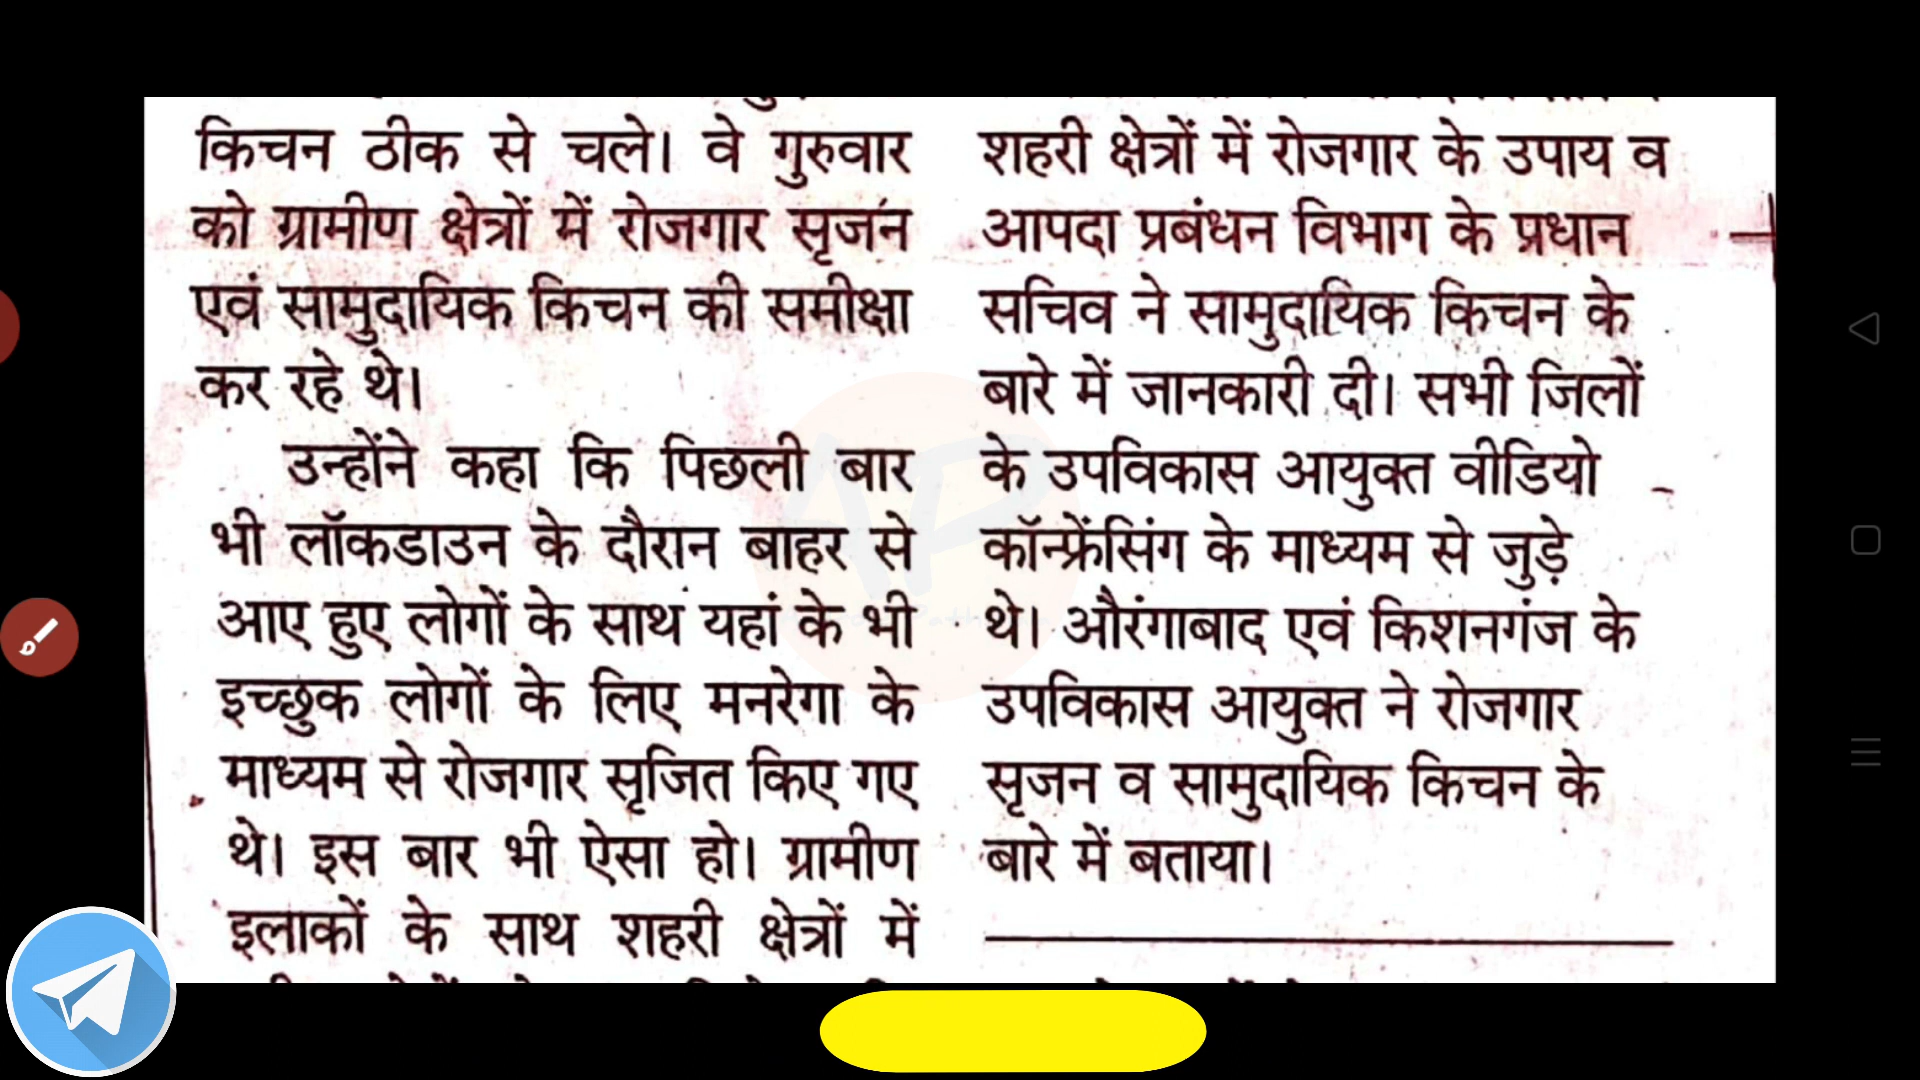 किचन ठीक से चले। वे गुरुवार
को ग्रामीण क्षेत्रों में रोजगार सृजन
एवं सामुदायिक किचन की समीक्षा
कर रहे थे।
उन्होंने कहा कि पिछली बार
भी लॉकडाउन के दौरान बाहर से
आए हुए लोगों के साथ यहां के भी
इच्छुक लोगों के लिए मनरेगा के
माध्यम से रोजगार सृजित किए गए
थे। इस बार भी ऐसा हो। ग्रामीण
इलाकों के साथ शहरी क्षेत्रों में
शहरी क्षेत्रों में रोजगार के उपाय व
आपदा प्रबंधन विभाग के प्रधान
सचिव ने सामुदायिक किचन के
बारे में जानकारी दी। सभी जिलों
के उपविकास आयुक्त वीडियो
कॉन्फ्रेंसिंग के माध्यम से जुड़े
थे। औरंगाबाद एवं किशनगंज के
उपविकास आयुक्त ने रोजगार
सृजन व सामुदायिक किचन के
बारे में बताया।